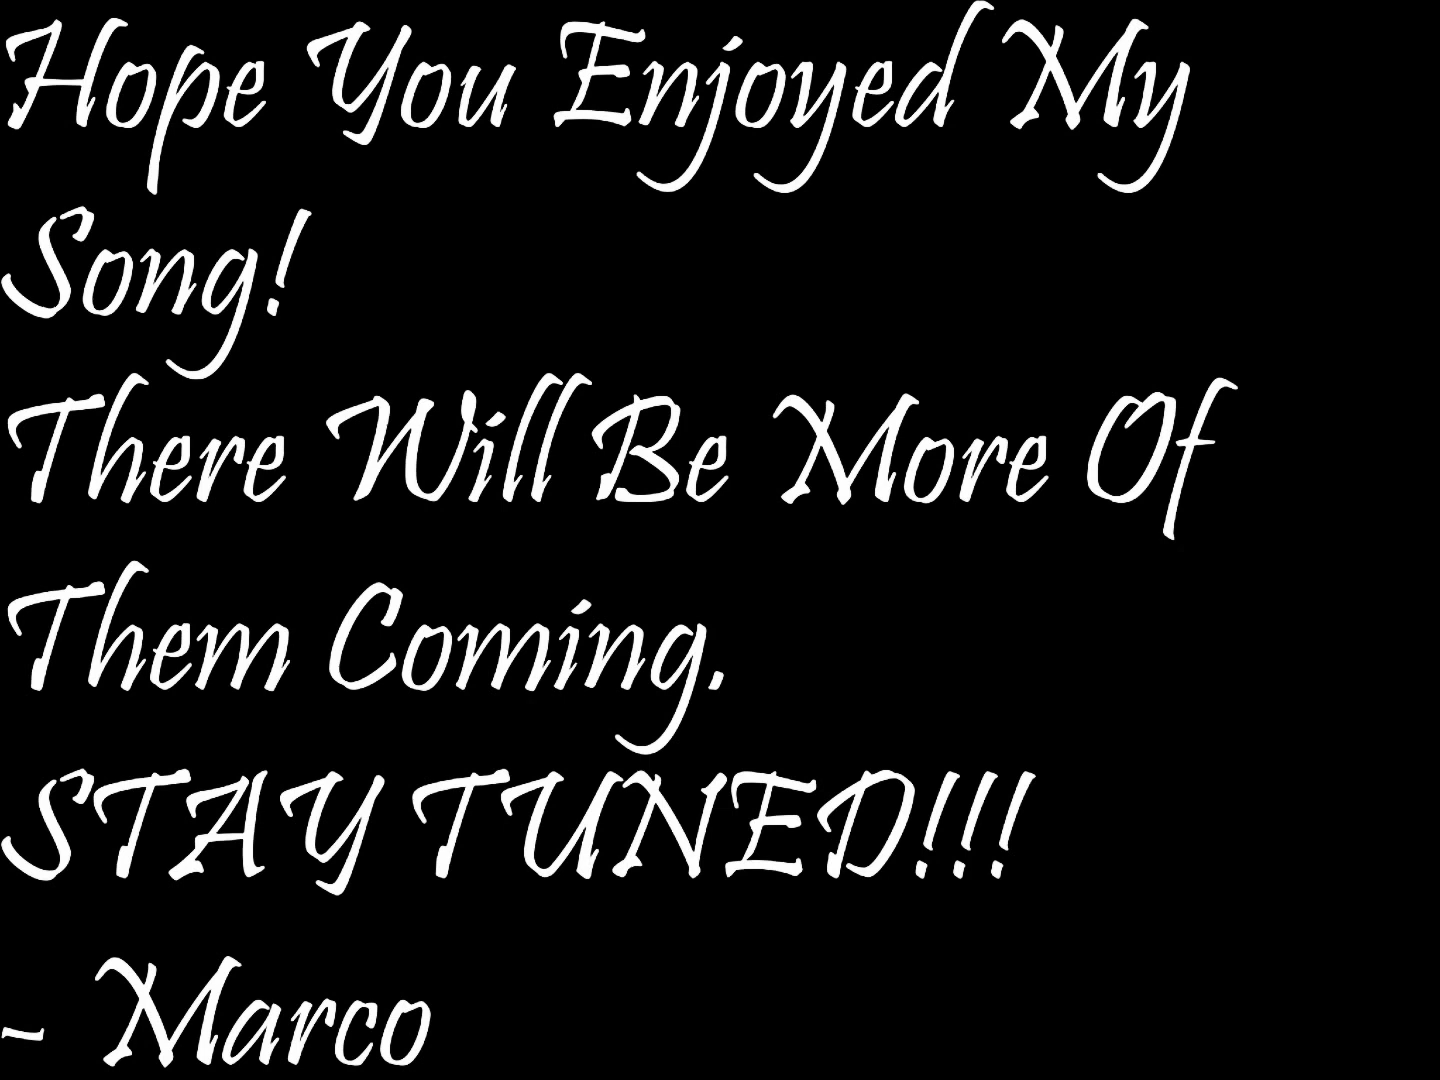 Hope You Enjoyed My
Song!
There Will Be More Of
Them Coming.
STAY TUNED!!!
- Marco